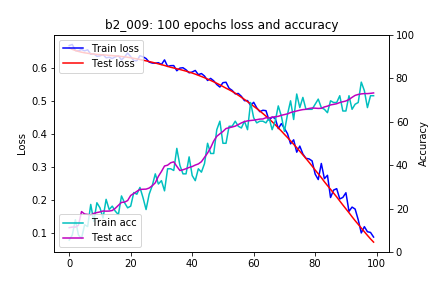 b2_009: 100 epochs loss and accuracy
Train loss
Test loss
Train acc
Test acc
Loss
0.6
0.5
0.4
0.3
0.2
0.1
Accuracy
100
80
60
40
20
0
0 20 40 60 80 100